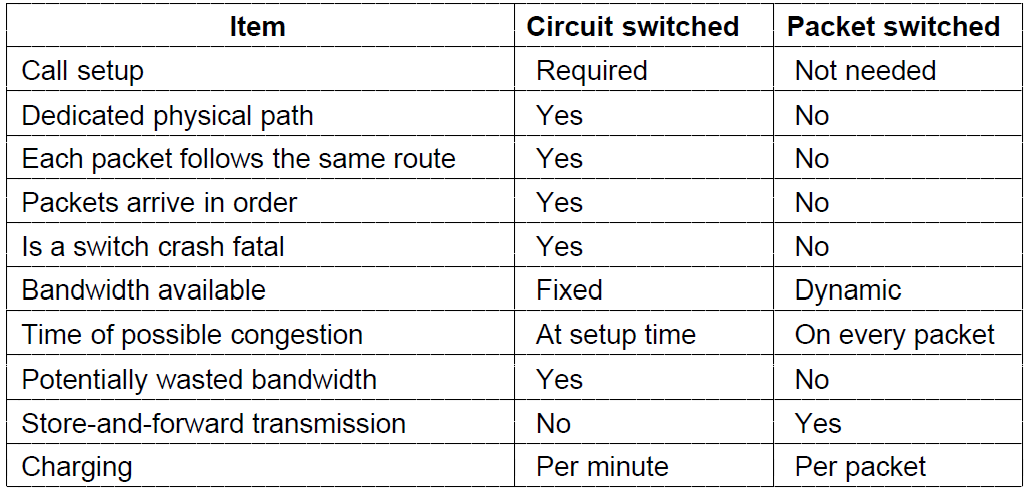 Item Circuit switched Packet switched
Call setup Required Not needed
Dedicated physical path Yes No
Each packet follows the same route Yes No
Packets arrive in order Yes No
Is a switch crash fatal Yes No
Bandwidth available Fixed Dynamic
Time of possible congestion At setup time On every packet
Potentially wasted bandwidth Yes No
Store-and-forward transmission No Yes
Charging Per minute Per packet